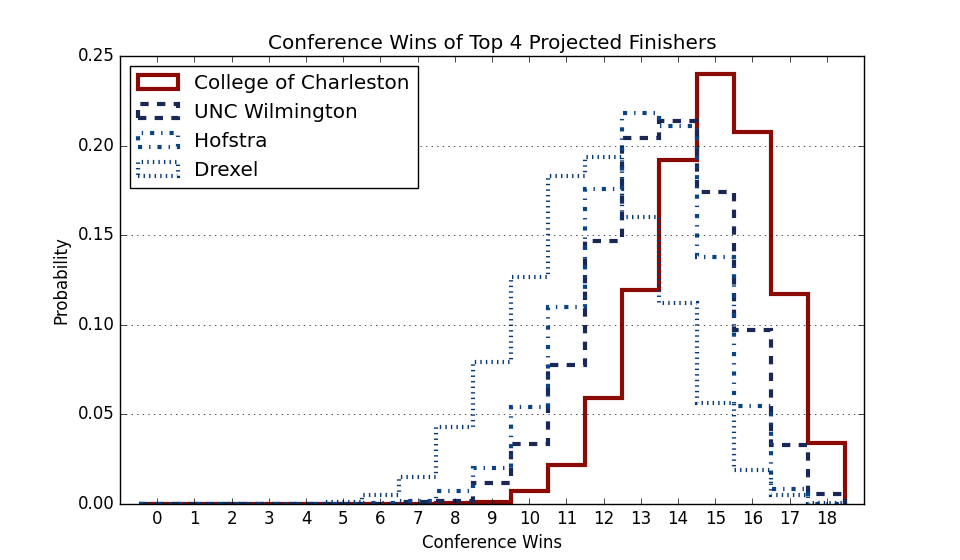 Conference Wins of Top 4 Projected Finishers
0.25
0.20
0.15
0.10
0.05
0.00
Probability
College of Charleston
UNC Wilmington
Hofstra
Drexel
0 1 2 3 4 5 6 7 8 9 10 11 12 13 14 15 16 17 18
Conference Wins